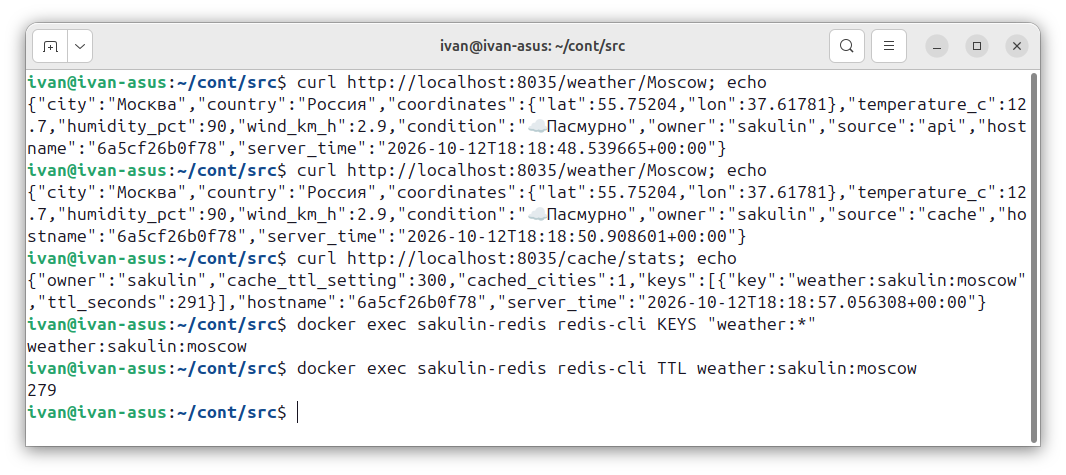 ivan@ivan-asus: ~/cont/src
ivan@ivan-asus:~/cont/src$ curl http://localhost:8035/weather/Moscow; echo
{"city":"Москва","country":"Россия","coordinates":{"lat":55.75204,"lon":37.61781},"temperature_c":12
.7,"humidity_pct":90,"wind_km_h":2.9,"condition":"☁️Пасмурно","owner":"sakulin","source":"api","host
name":"6a5cf26b0f78","server_time":"2026-10-12T18:18:48.539665+00:00"}
ivan@ivan-asus:~/cont/src$ curl http://localhost:8035/weather/Moscow; echo
{"city":"Москва","country":"Россия","coordinates":{"lat":55.75204,"lon":37.61781},"temperature_c":12
.7,"humidity_pct":90,"wind_km_h":2.9,"condition":"☁️Пасмурно","owner":"sakulin","source":"cache","ho
stname":"6a5cf26b0f78","server_time":"2026-10-12T18:18:50.908601+00:00"}
ivan@ivan-asus:~/cont/src$ curl http://localhost:8035/cache/stats; echo
{"owner":"sakulin","cache_ttl_setting":300,"cached_cities":1,"keys":[{"key":"weather:sakulin:moscow"
,"ttl_seconds":291}],"hostname":"6a5cf26b0f78","server_time":"2026-10-12T18:18:57.056308+00:00"}
ivan@ivan-asus:~/cont/src$ docker exec sakulin-redis redis-cli KEYS "weather:*"
weather:sakulin:moscow
ivan@ivan-asus:~/cont/src$ docker exec sakulin-redis redis-cli TTL weather:sakulin:moscow
279
ivan@ivan-asus:~/cont/src$